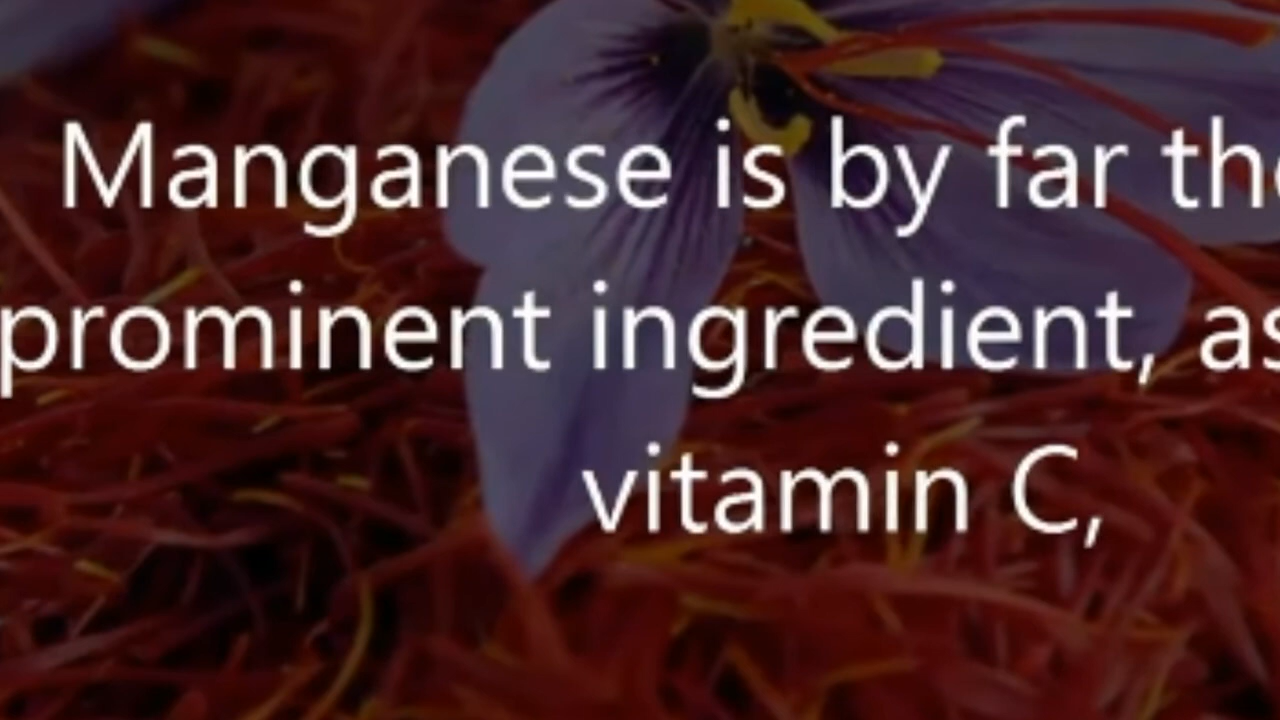 Manganese is by far the
prominent ingredient, as
vitamin C,